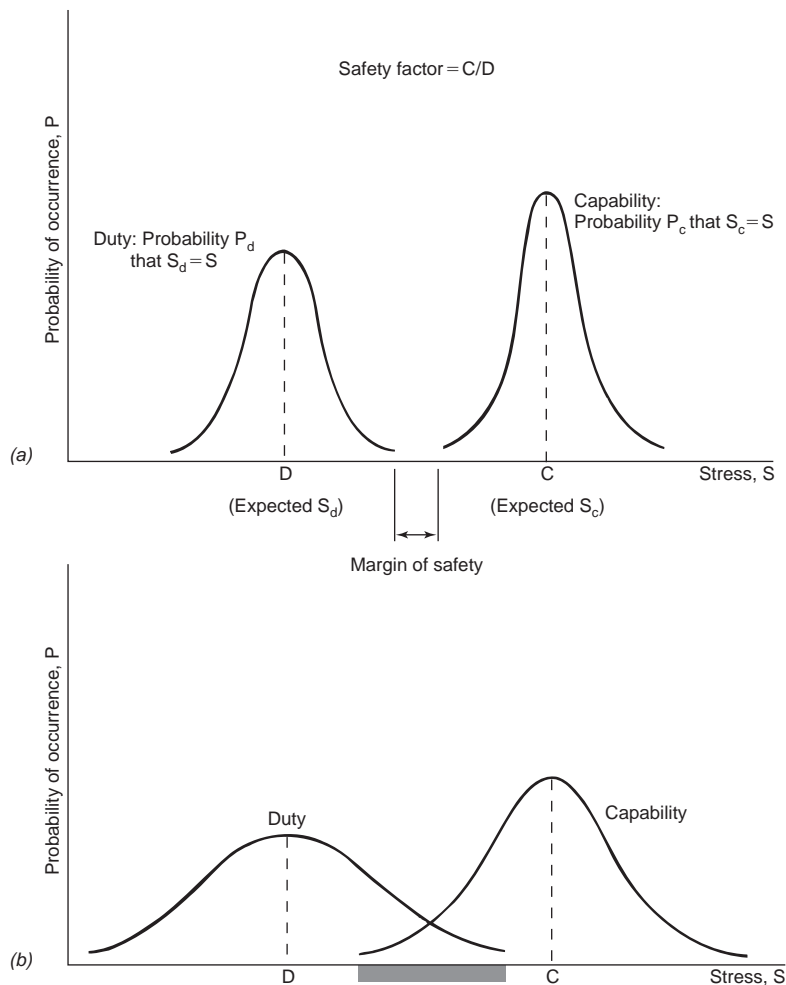 Safety factor = C/D
Probability of occurrence, P
Duty: Probability P_d
that S_d = S
Capability:
Probability P_c that S_c = S
(a)
D
C
Stress, S
(Expected S_d)
(Expected S_c)
Margin of safety
Probability of occurrence, P
Duty
Capability
(b)
D
C
Stress, S